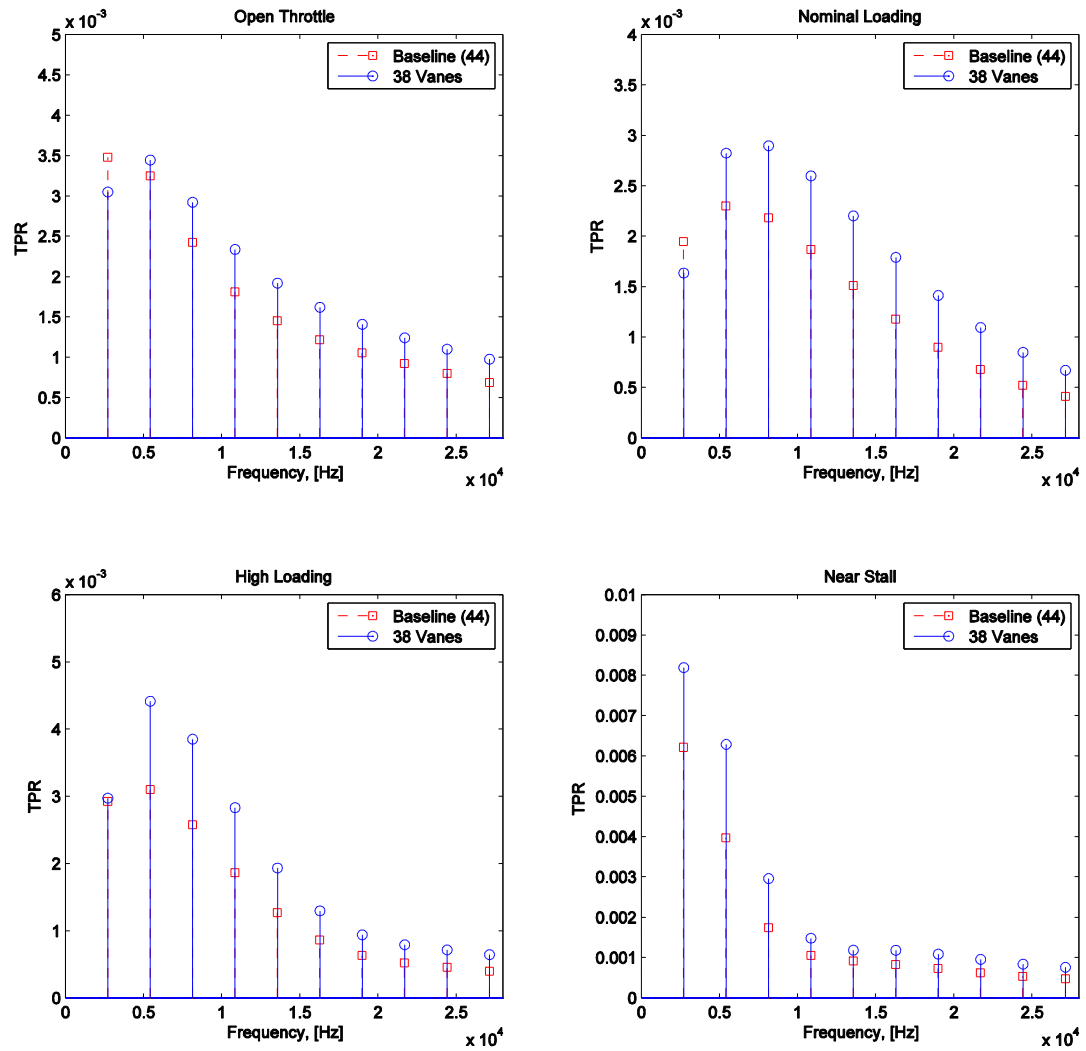 Open Throttle
x 10-3
5
4.5
4
3.5
3
2.5
2
1.5
1
0.5
0
TPR
Baseline (44)
38 Vanes
0 0.5 1 1.5 2 2.5
Frequency, [Hz]
x 10 4
Nominal Loading
x 10-3
4
3.5
3
2.5
2
1.5
1
0.5
0
TPR
Baseline (44)
38 Vanes
0 0.5 1 1.5 2 2.5
Frequency, [Hz]
x 10 4
High Loading
x 10-3
6
5
4
3
2
1
0
TPR
Baseline (44)
38 Vanes
0 0.5 1 1.5 2 2.5
Frequency, [Hz]
x 10 4
Near Stall
0.01
0.009
0.008
0.007
0.006
0.005
0.004
0.003
0.002
0.001
0
TPR
Baseline (44)
38 Vanes
0 0.5 1 1.5 2 2.5
Frequency, [Hz]
x 10 4